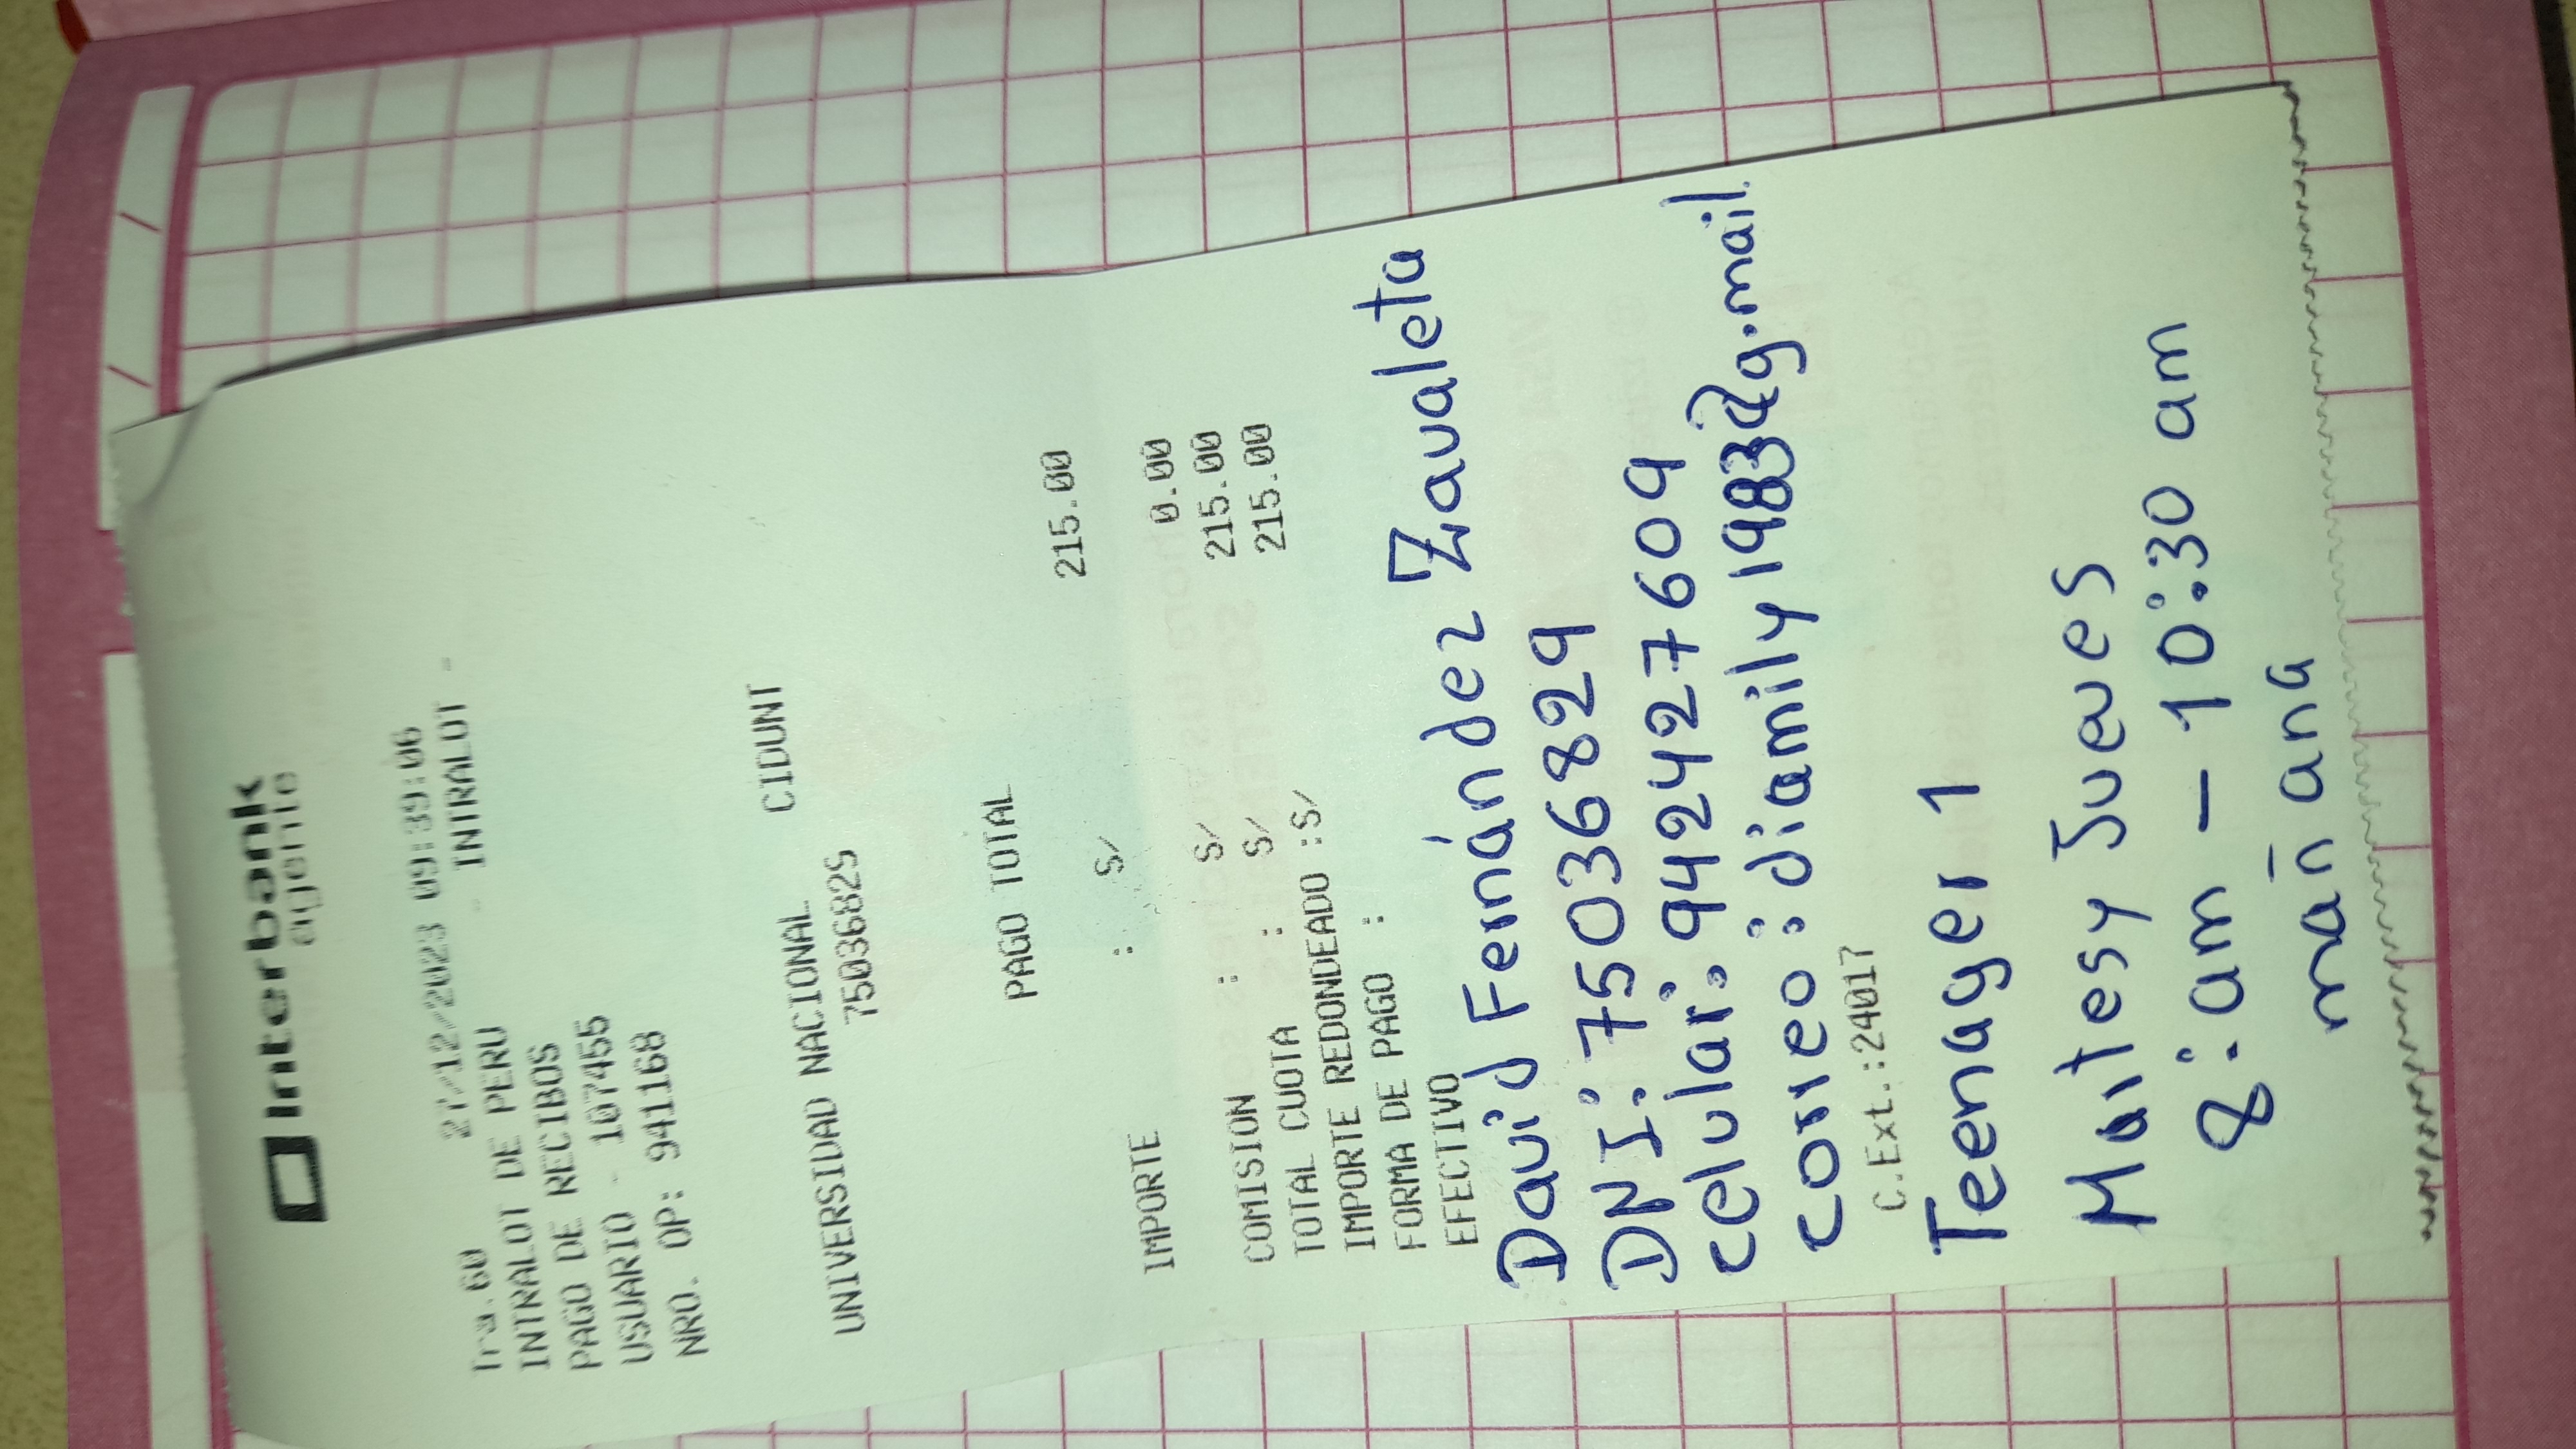 Interbank
agente
Tra.60 27/12/2023 09:39:06
INTRALOT DE PERU - INTRALOT -
PAGO DE RECIBOS
USUARIO - 107455
NRO. OP: 941168
UNIVERSIDAD NACIONAL CIDUNT
75036829
PAGO TOTAL
215.00
IMPORTE : S/
COMISION : S/ 0.00
TOTAL CUOTA : S/ 215.00
IMPORTE REDONDEADO :S/ 215.00
FORMA DE PAGO :
EFECTIVO
David Fernández Zavaleta
DNI: 75036829
celular: 942427609
correo: diamily1983@g.mail.
C.Ext.:24017
Teenager 1
Martes y Jueves
8:am - 10:30 am
mañana